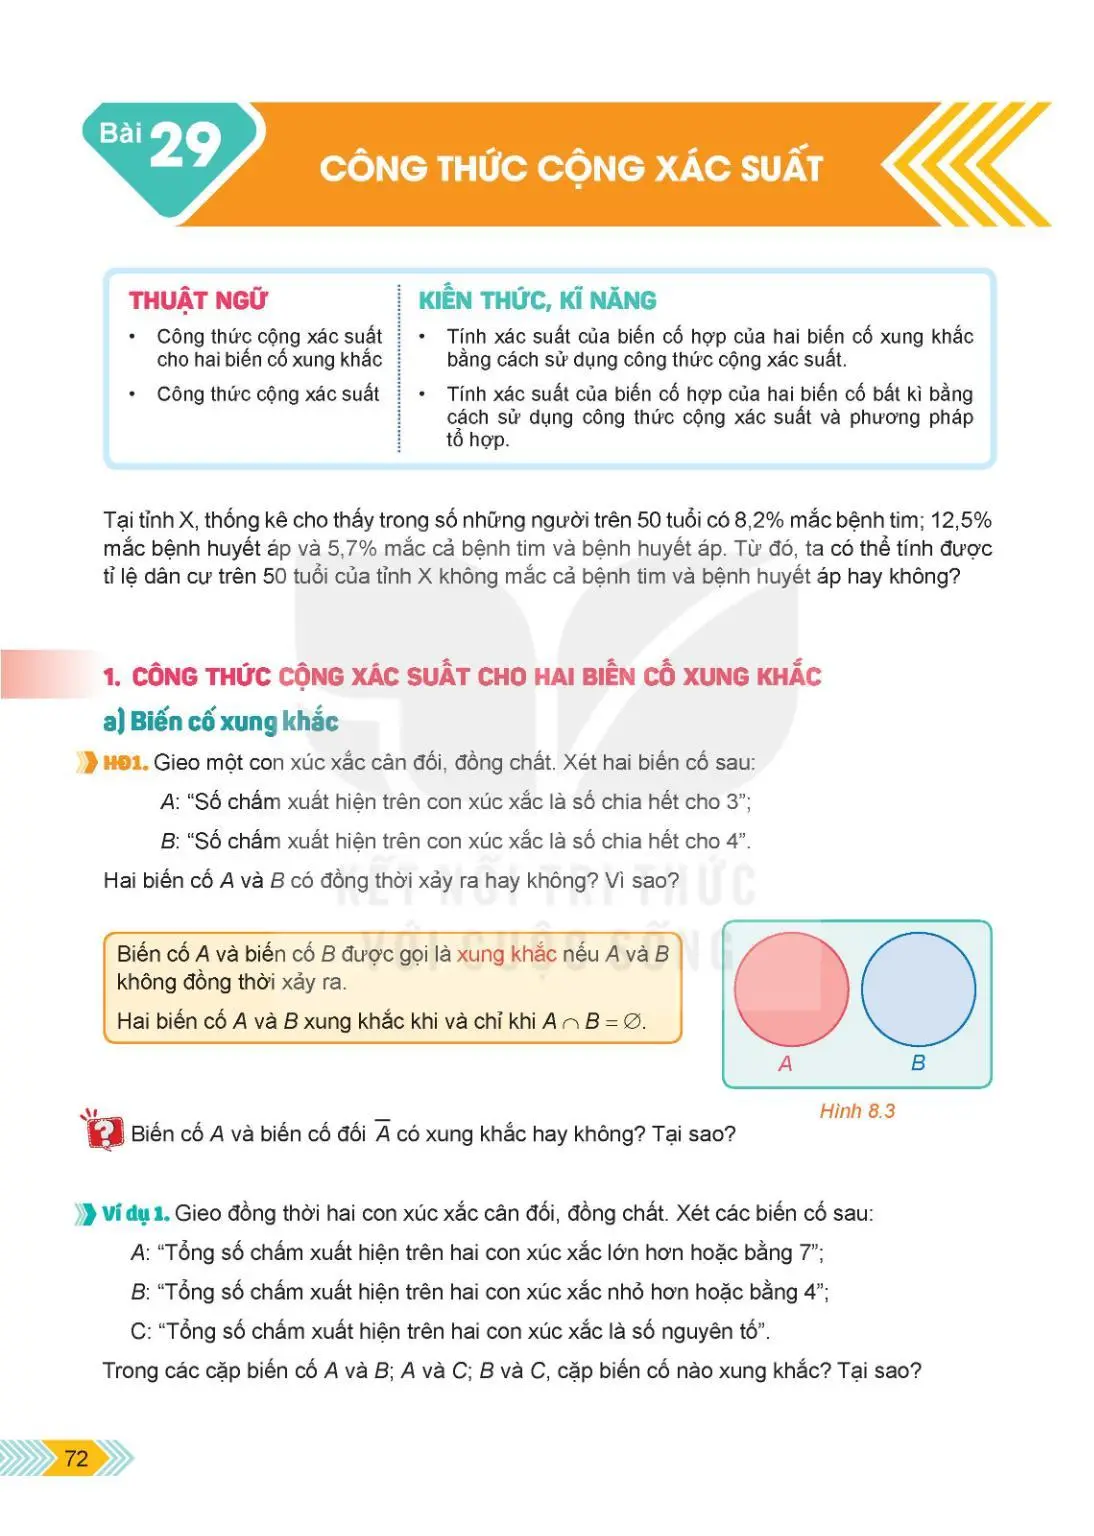 Bài 29
CÔNG THỨC CỘNG XÁC SUẤT
THUẬT NGỮ
• Công thức cộng xác suất
cho hai biến cố xung khắc
• Công thức cộng xác suất
KIẾN THỨC, KĨ NĂNG
• Tính xác suất của biến cố hợp của hai biến cố xung khắc
bằng cách sử dụng công thức cộng xác suất.
• Tính xác suất của biến cố hợp của hai biến cố bất kì bằng
cách sử dụng công thức cộng xác suất và phương pháp
tổ hợp.
Tại tỉnh X, thống kê cho thấy trong số những người trên 50 tuổi có 8,2% mắc bệnh tim; 12,5%
mắc bệnh huyết áp và 5,7% mắc cả bệnh tim và bệnh huyết áp. Từ đó, ta có thể tính được
tỉ lệ dân cư trên 50 tuổi của tỉnh X không mắc cả bệnh tim và bệnh huyết áp hay không?
1. CÔNG THỨC CỘNG XÁC SUẤT CHO HAI BIẾN CỐ XUNG KHẮC
a) Biến cố xung khắc
HĐ1. Gieo một con xúc xắc cân đối, đồng chất. Xét hai biến cố sau:
A: “Số chấm xuất hiện trên con xúc xắc là số chia hết cho 3”;
B: “Số chấm xuất hiện trên con xúc xắc là số chia hết cho 4”.
Hai biến cố A và B có đồng thời xảy ra hay không? Vì sao?
KẾT NỐI TRI THỨC
VỚI CUỘC SỐNG
Biến cố A và biến cố B được gọi là xung khắc nếu A và B
không đồng thời xảy ra.
Hai biến cố A và B xung khắc khi và chỉ khi A ∩ B = ∅.
A B
Hình 8.3
? Biến cố A và biến cố đối A̅ có xung khắc hay không? Tại sao?
Ví dụ 1. Gieo đồng thời hai con xúc xắc cân đối, đồng chất. Xét các biến cố sau:
A: “Tổng số chấm xuất hiện trên hai con xúc xắc lớn hơn hoặc bằng 7”;
B: “Tổng số chấm xuất hiện trên hai con xúc xắc nhỏ hơn hoặc bằng 4”;
C: “Tổng số chấm xuất hiện trên hai con xúc xắc là số nguyên tố”.
Trong các cặp biến cố A và B; A và C; B và C, cặp biến cố nào xung khắc? Tại sao?
72